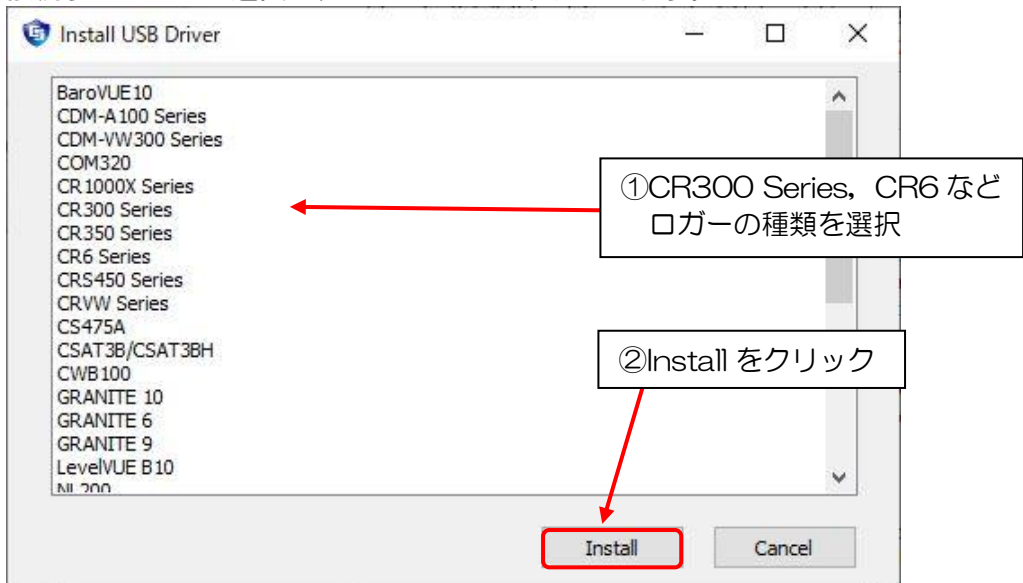 Install USB Driver
BaroVUE10
CDM-A100 Series
CDM-VW300 Series
COM320
CR1000X Series
CR300 Series
CR350 Series
CR6 Series
CRS450 Series
CRVW Series
CS475A
CSAT3B/CSAT3BH
CWB100
GRANITE 10
GRANITE 6
GRANITE 9
LevelVUE B10
NL200
①CR300 Series，CR6 など
ロガーの種類を選択
②Install をクリック
Install
Cancel